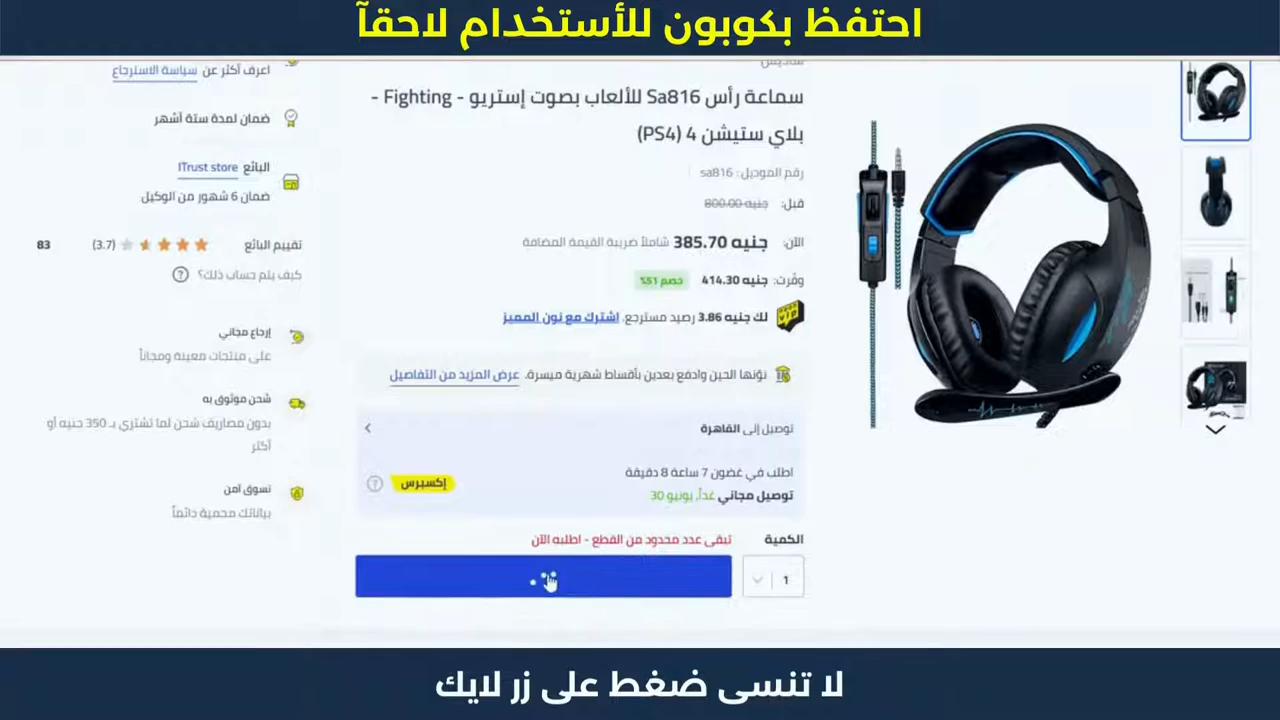 احتفظ بكوبون للأستخدام لاحقآ
ساديس
سماعة رأس Sa816 للألعاب بصوت إستريو - Fighting -
بلاي ستيشن 4 (PS4)
رقم الموديل : sa816
قبل: جنيه 800.00
الآن: جنيه 385.70 شاملاً ضريبة القيمة المضافة
وفّرت: جنيه 414.30 خصم 51%
لك جنيه 3.86 رصيد مسترجع. اشترك مع نون المميز
نوّنها الحين وادفع بعدين بأقساط شهرية ميسرة. عرض المزيد من التفاصيل
توصيل إلى القاهرة
اطلب في غضون 7 ساعة 8 دقيقة
توصيل مجاني غداً, يونيو 30
إكسبرس
الكمية
تبقى عدد محدود من القطع - اطلبه الآن
1
اعرف أكثر عن سياسة الاسترجاع
ضمان لمدة ستة أشهر
البائع ITrust store
ضمان 6 شهور من الوكيل
تقييم البائع (3.7) 83
كيف يتم حساب ذلك؟
إرجاع مجاني
على منتجات معينة ومجاناً
شحن موثوق به
بدون مصاريف شحن لما تشتري بـ 350 جنيه أو
أكثر
تسوق آمن
بياناتك محمية دائماً
لا تنسى ضغط على زر لايك